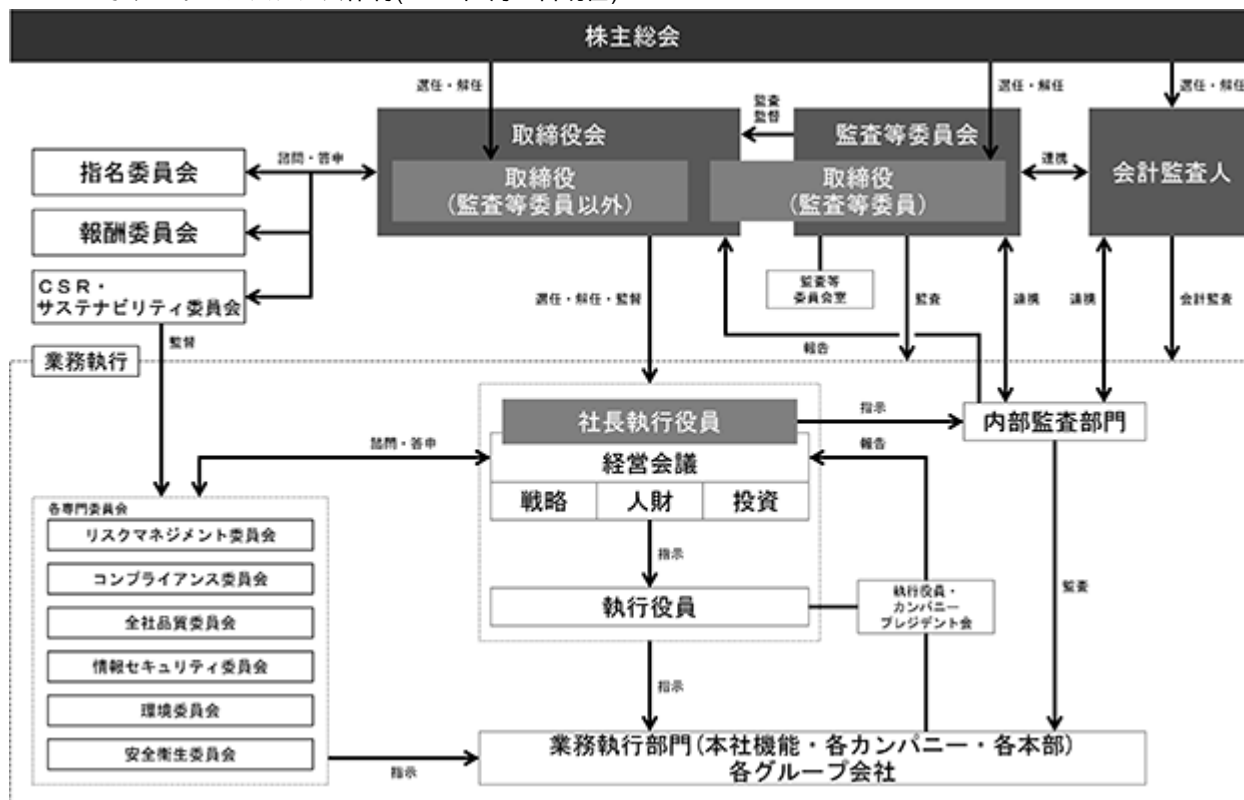 株主総会
選任・解任
選任・解任
選任・解任
取締役会
監査
監督
監査等委員会
会計監査人
取締役
(監査等委員以外)
取締役
(監査等委員)
連携
指名委員会
諮問・答申
報酬委員会
CSR・
サステナビリティ委員会
監査等
委員会室
選任・解任・監督
監査
連携
連携
会計監査
監督
報告
業務執行
社長執行役員
指示
内部監査部門
諮問・答申
経営会議
報告
戦略
人財
投資
各専門委員会
リスクマネジメント委員会
コンプライアンス委員会
全社品質委員会
情報セキュリティ委員会
環境委員会
安全衛生委員会
指示
執行役員
執行役員・
カンパニー
プレジデント会
監査
指示
業務執行部門(本社機能・各カンパニー・各本部)
各グループ会社
指示